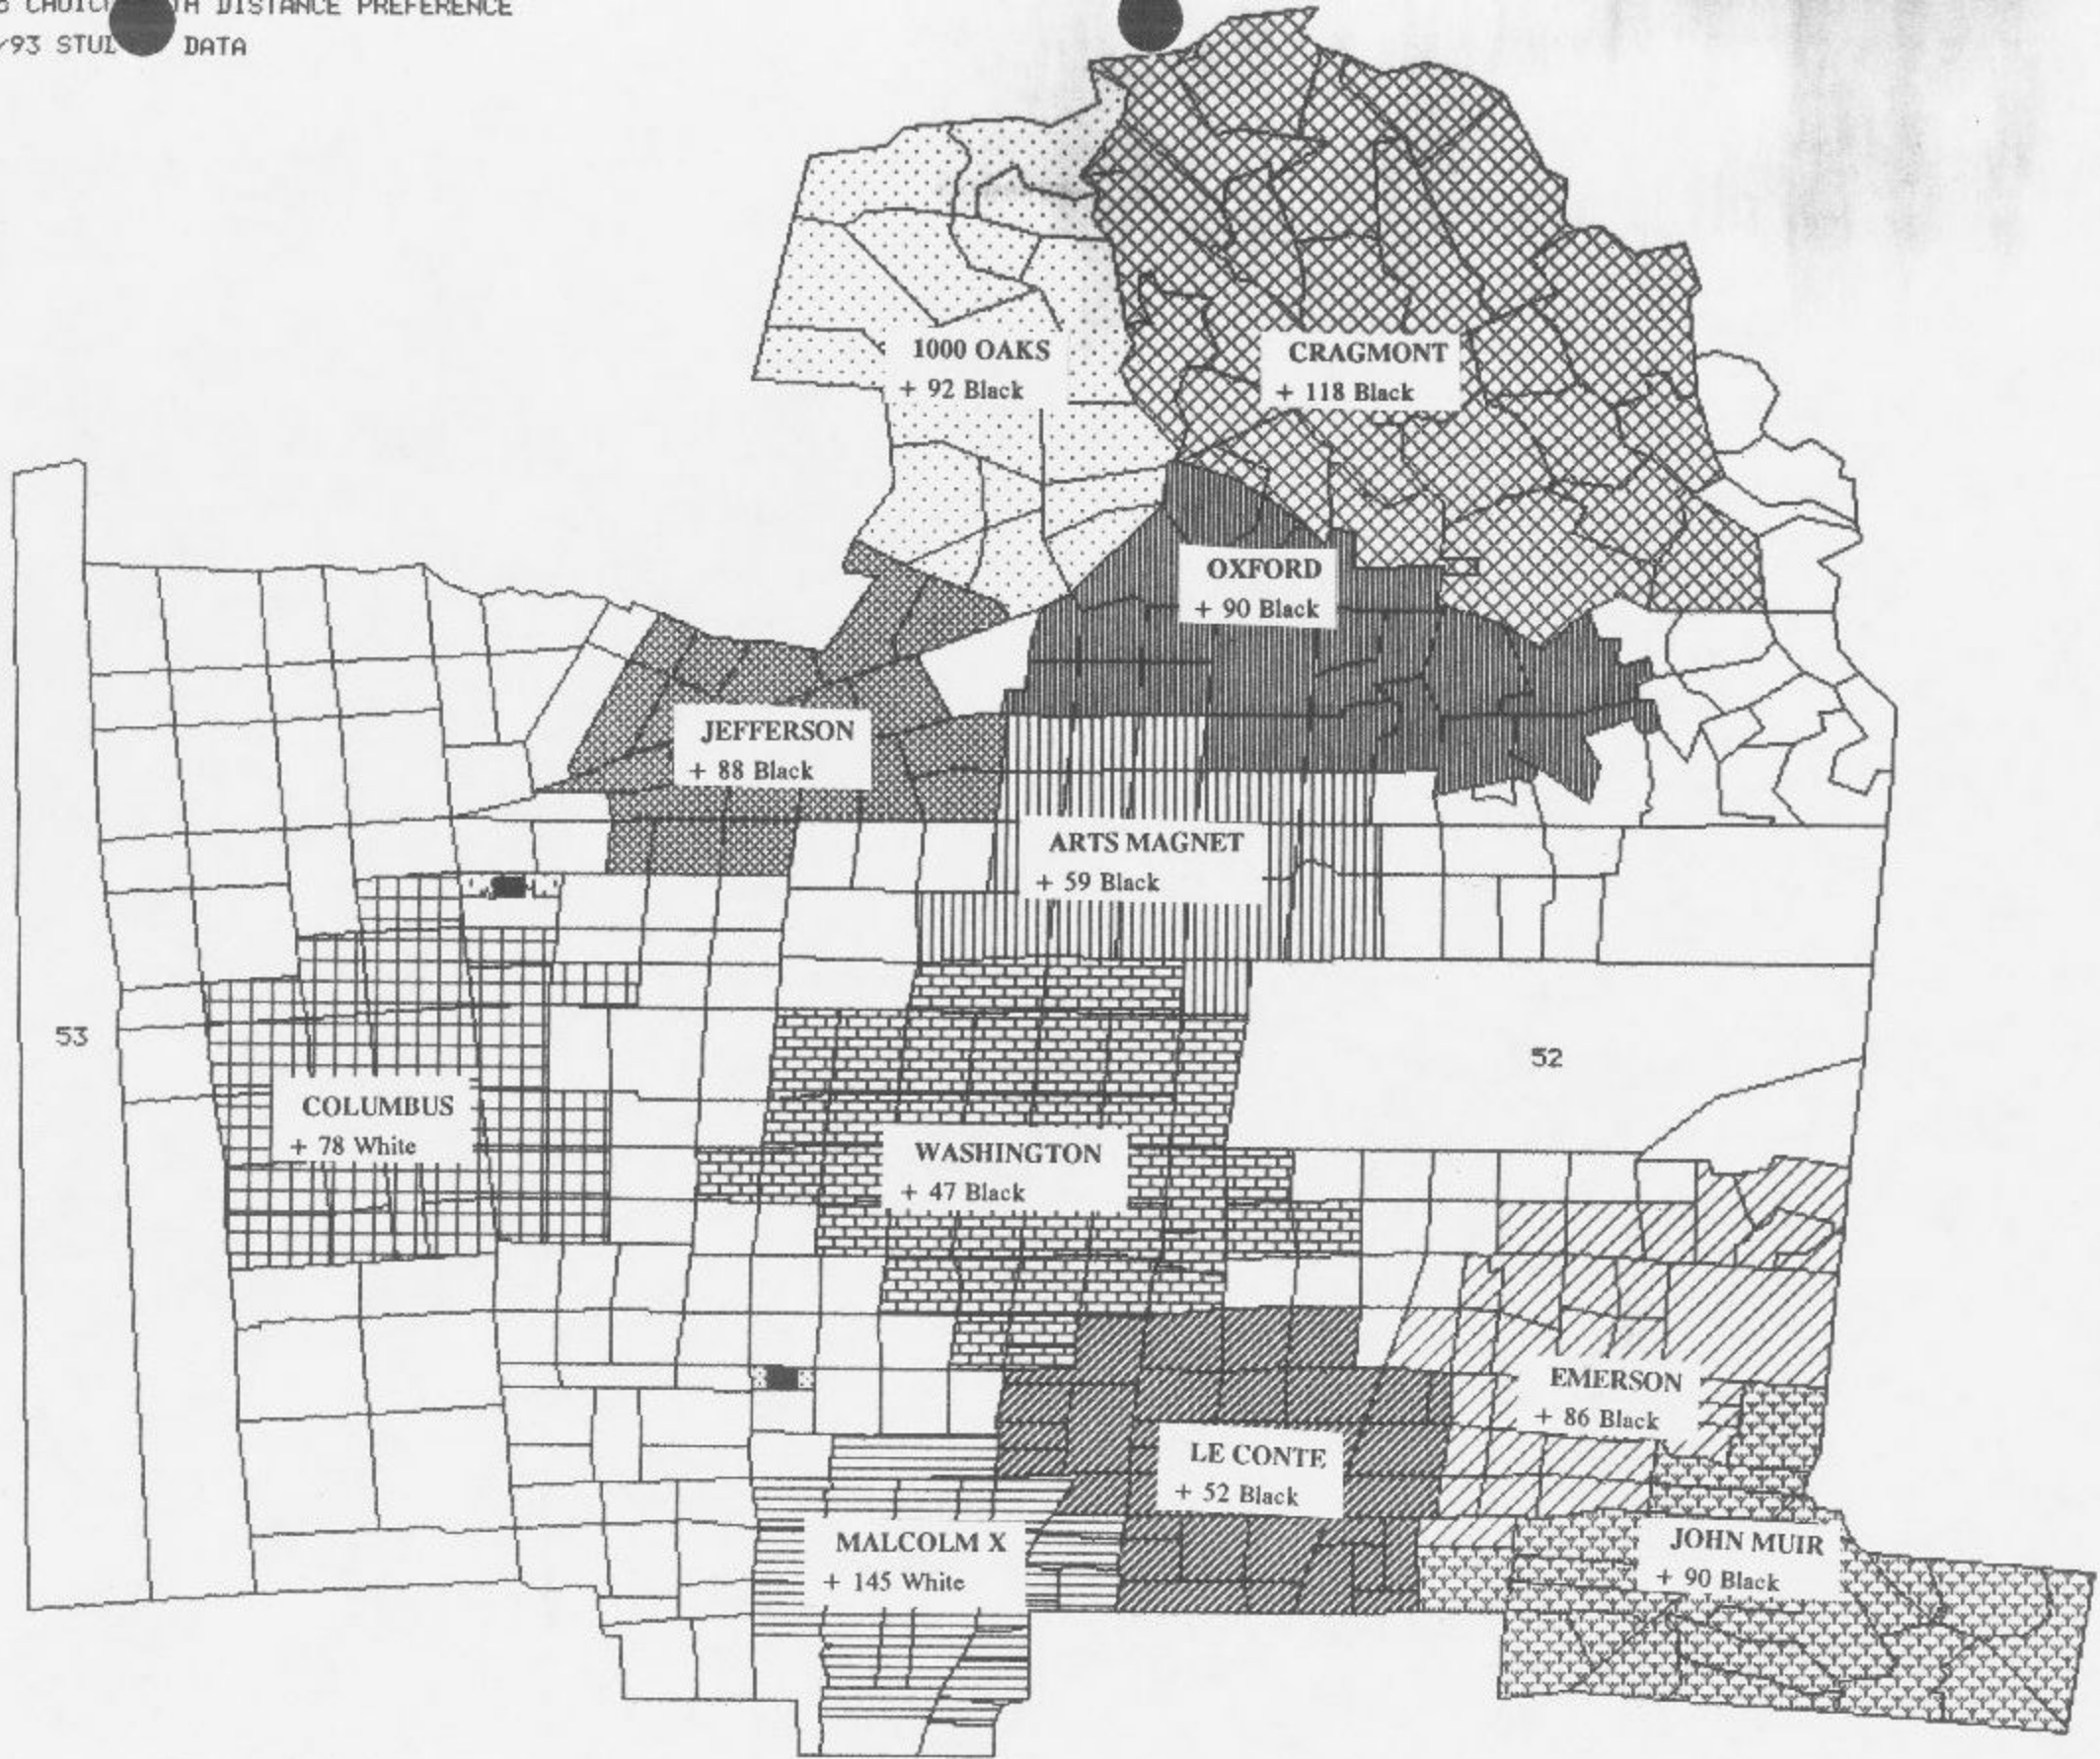 DISTANCE PREFERENCE
DATA
1000 OAKS
+ 92 Black
CRAGMONT
+ 118 Black
OXFORD
+ 90 Black
JEFFERSON
+ 88 Black
ARTS MAGNET
+ 59 Black
53
52
COLUMBUS
+ 78 White
WASHINGTON
+ 47 Black
EMERSON
+ 86 Black
LE CONTE
+ 52 Black
MALCOLM X
+ 145 White
JOHN MUIR
+ 90 Black